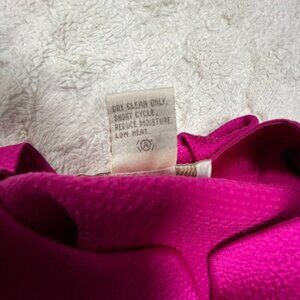 DRY CLEAN ONLY,
SHORT CYCLE,
REDUCE MOISTURE,
LOW HEAT.
A